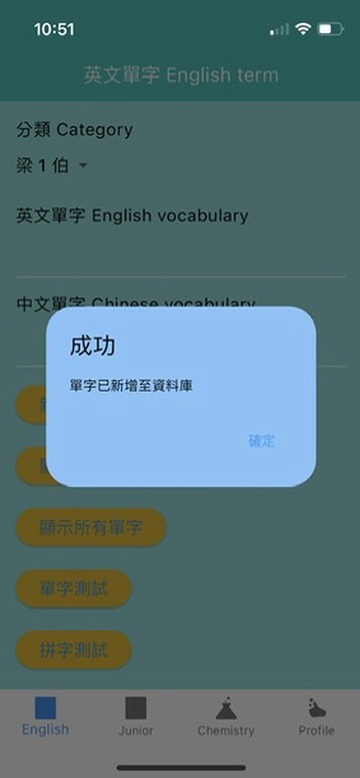 10:51
英文單字 English term
分類 Category
梁 1 伯
英文單字 English vocabulary
中文單字 Chinese vocabulary
成功
單字已新增至資料庫
確定
顯示所有單字
單字測試
拼字測試
English
Junior
Chemistry
Profile